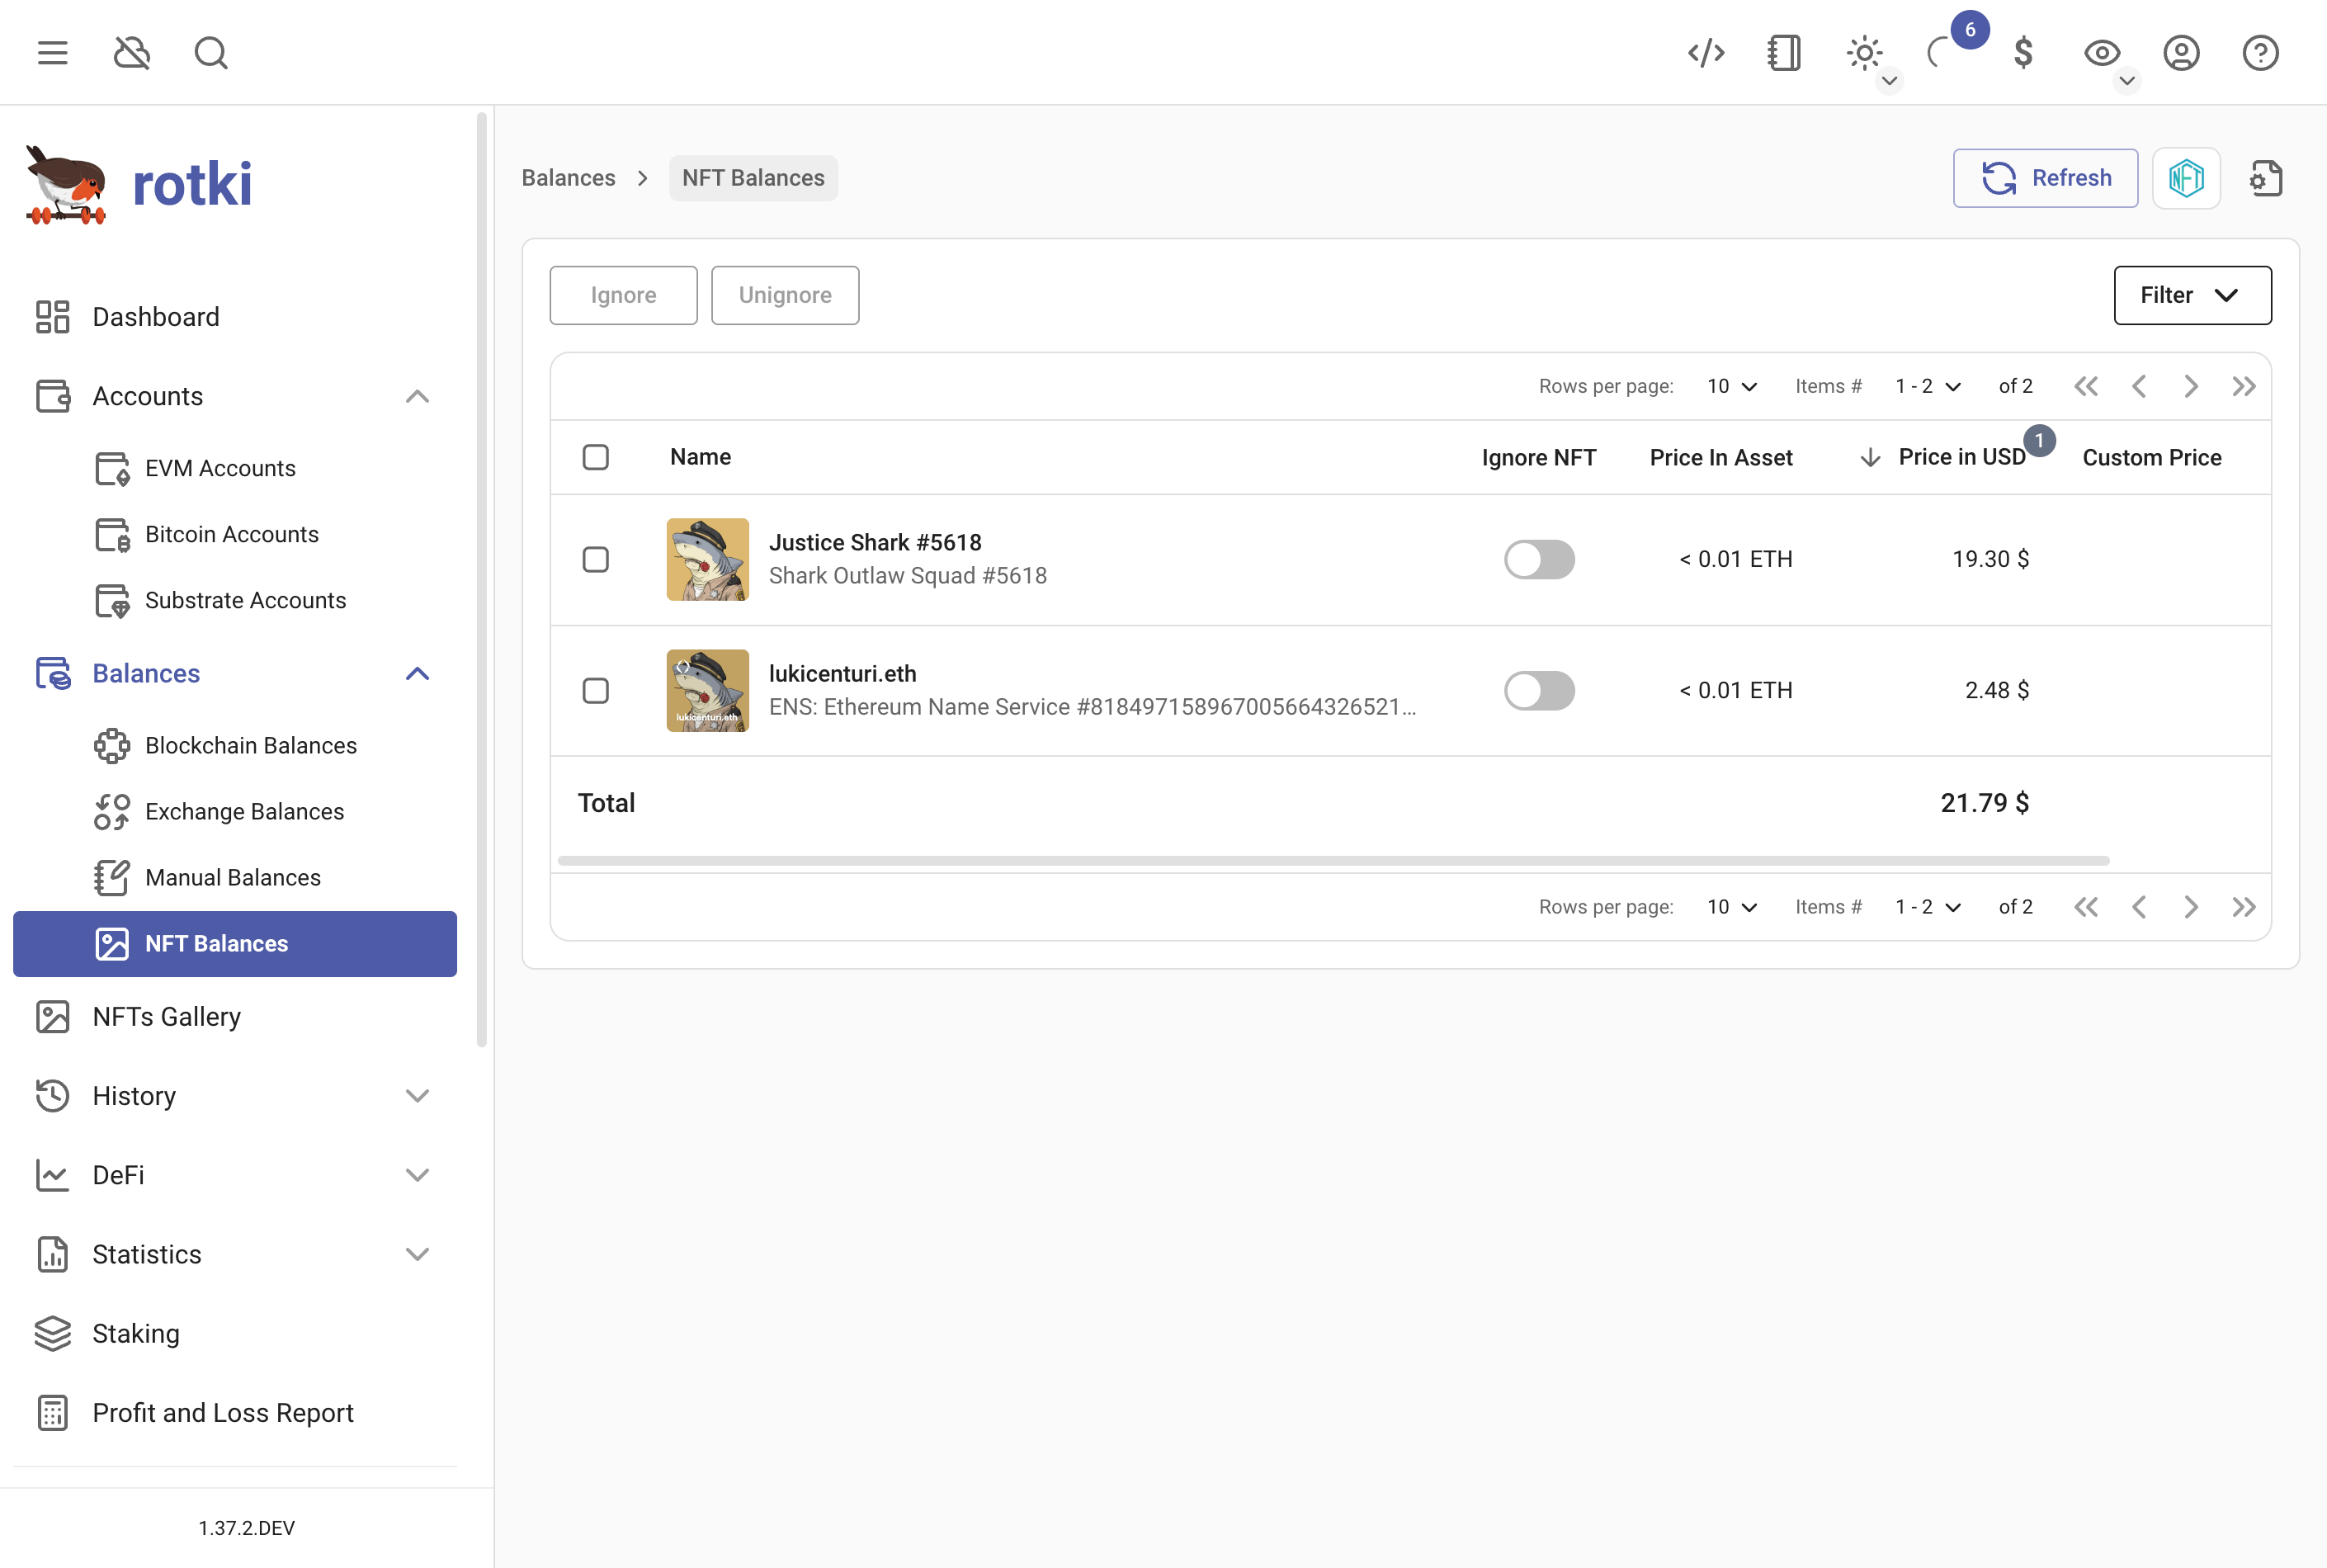 6
rotki
Dashboard
Accounts
EVM Accounts
Bitcoin Accounts
Substrate Accounts
Balances
Blockchain Balances
Exchange Balances
Manual Balances
NFT Balances
NFTs Gallery
History
DeFi
Statistics
Staking
Profit and Loss Report
1.37.2.DEV
Balances NFT Balances
Refresh NFT
Ignore Unignore Filter
Rows per page: 10 Items # 1 - 2 of 2
Name Ignore NFT Price In Asset Price in USD 1 Custom Price
Justice Shark #5618
Shark Outlaw Squad #5618
< 0.01 ETH 19.30 $
lukicenturi.eth
lukicenturi.eth
ENS: Ethereum Name Service #818497158967005664326521...
< 0.01 ETH 2.48 $
Total 21.79 $
Rows per page: 10 Items # 1 - 2 of 2